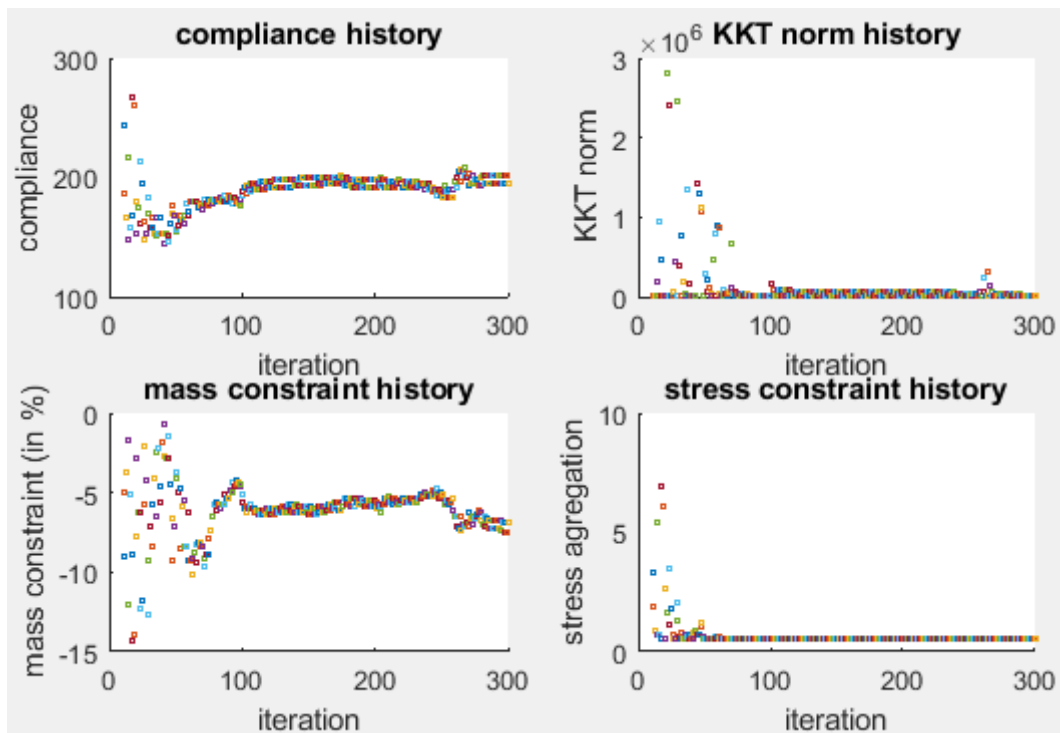 compliance history
300
200
100
compliance
0 100 200 300
iteration
KKT norm history
×10⁶
3
2
1
0
KKT norm
0 100 200 300
iteration
mass constraint history
0
-5
-10
-15
mass constraint (in %)
0 100 200 300
iteration
stress constraint history
10
5
0
stress agregation
0 100 200 300
iteration